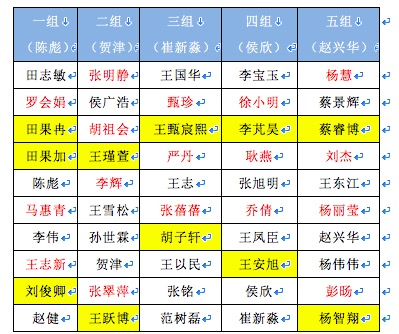 一组 二组 三组 四组 五组
（陈彪） （贺津） （崔新淼） （侯欣） （赵兴华）
田志敏 张明静 王国华 李宝玉 杨慧
罗会娟 侯广浩 甄珍 徐小明 蔡景辉
田果冉 胡祖会 王甄宸熙 李芃昊 蔡睿博
田果加 王瑾萱 严丹 耿燕 刘杰
陈彪 李辉 王志 张旭明 王东江
马惠青 王雪松 张蓓蓓 乔倩 杨丽莹
李伟 孙世霖 胡子轩 王凤臣 赵兴华
王志新 贺津 王以民 王安旭 杨伟伟
刘俊卿 张翠萍 张铭 侯欣 彭旸
赵健 王跃博 范树磊 崔新淼 杨智翔